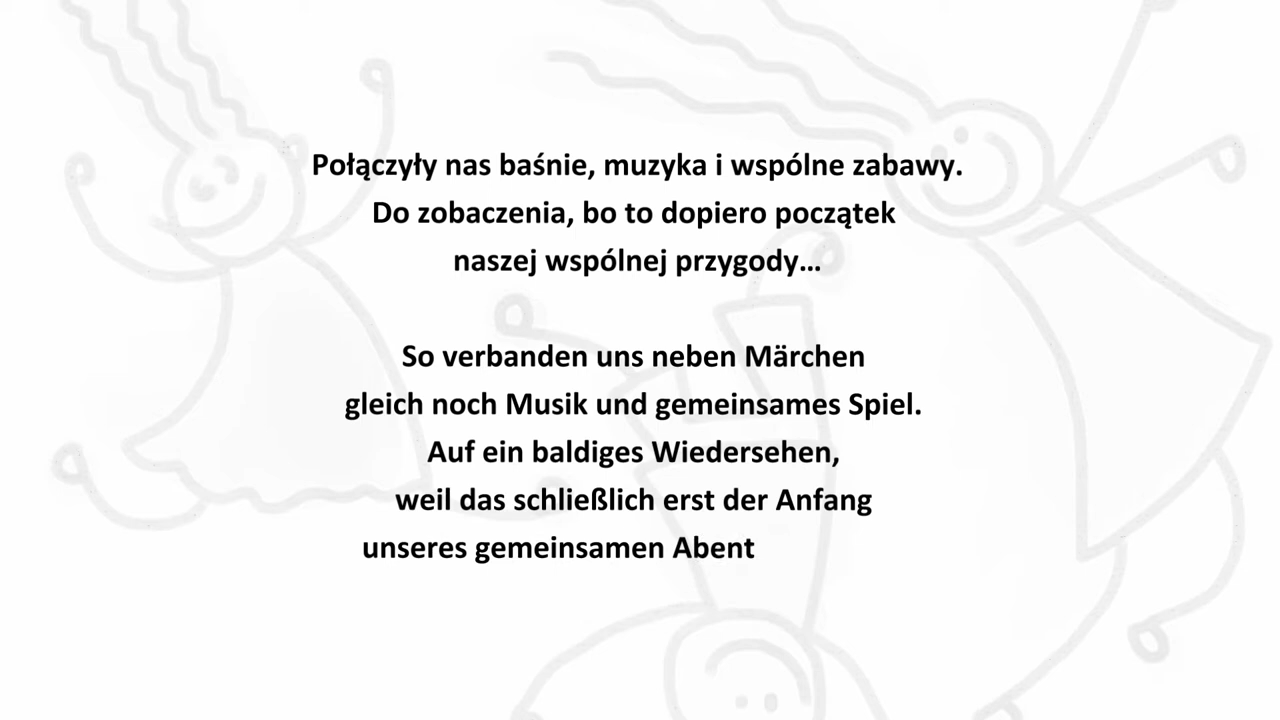 Połączyły nas baśnie, muzyka i wspólne zabawy.
Do zobaczenia, bo to dopiero początek
naszej wspólnej przygody…
So verbanden uns neben Märchen
gleich noch Musik und gemeinsames Spiel.
Auf ein baldiges Wiedersehen,
weil das schließlich erst der Anfang
unseres gemeinsamen Abent